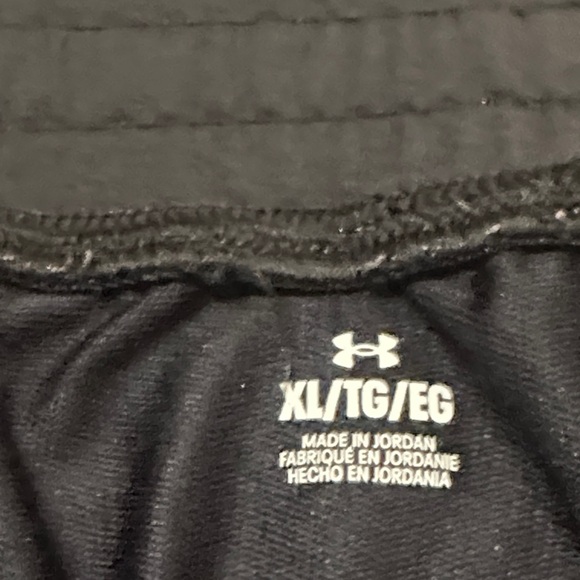 XL/TG/EG
MADE IN JORDAN
FABRIQUÉ EN JORDANIE
HECHO EN JORDANIA